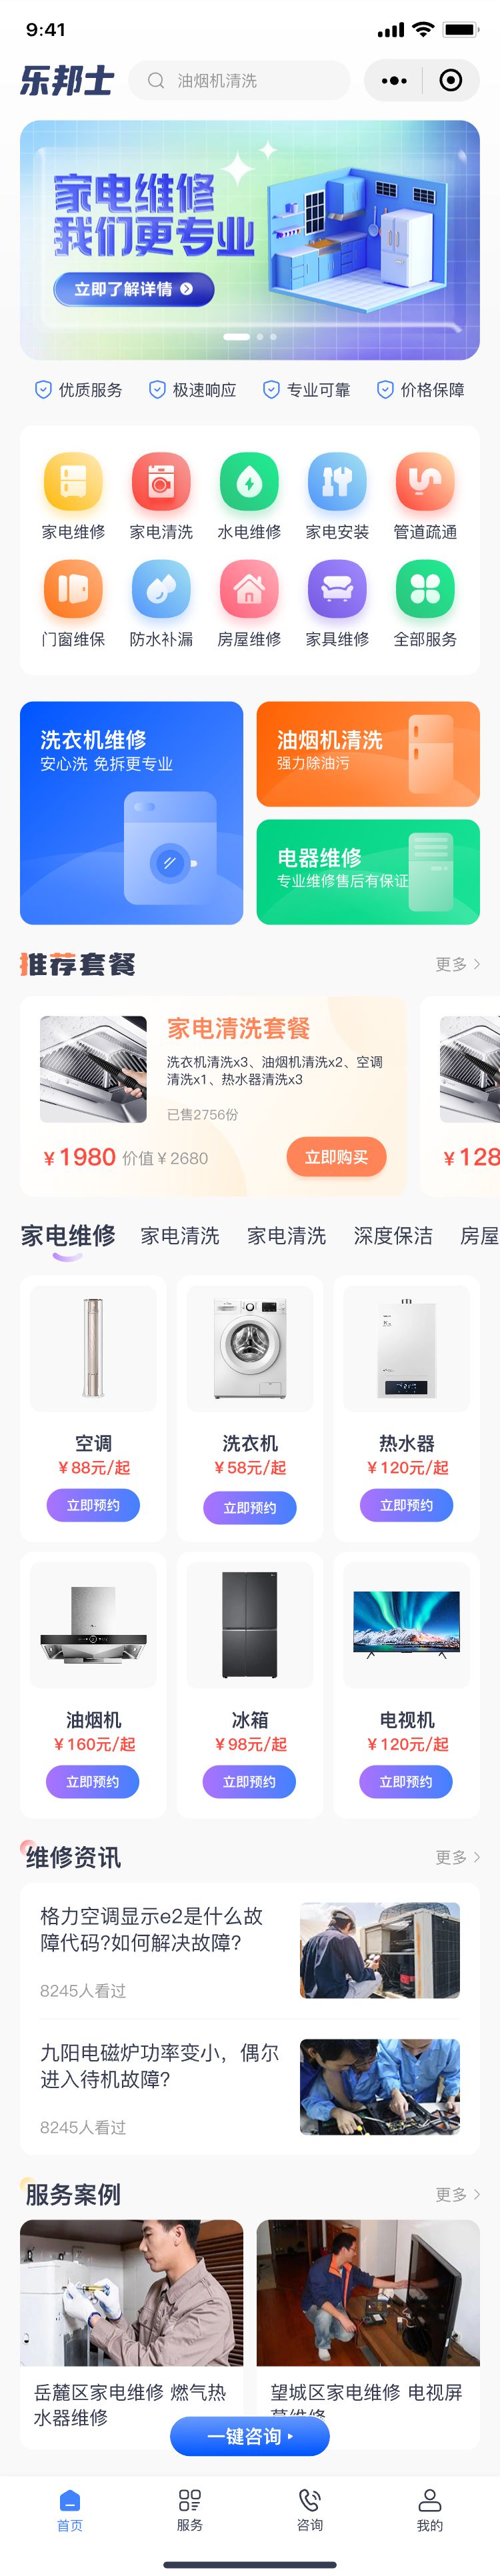 9:41
乐邦士
油烟机清洗
家电维修
我们更专业
立即了解详情
优质服务 极速响应 专业可靠 价格保障
家电维修 家电清洗 水电维修 家电安装 管道疏通
门窗维保 防水补漏 房屋维修 家具维修 全部服务
洗衣机维修
安心洗 免拆更专业
油烟机清洗
强力除油污
电器维修
专业维修售后有保证
推荐套餐 更多
家电清洗套餐
洗衣机清洗x3、油烟机清洗x2、空调
清洗x1、热水器清洗x3
已售2756份
¥1980 价值¥2680 立即购买
¥128
家电维修 家电清洗 家电清洗 深度保洁 房屋
空调 洗衣机 热水器
¥88元/起 ¥58元/起 ¥120元/起
立即预约 立即预约 立即预约
油烟机 冰箱 电视机
¥160元/起 ¥98元/起 ¥120元/起
立即预约 立即预约 立即预约
维修资讯 更多
格力空调显示e2是什么故
障代码?如何解决故障?
8245人看过
九阳电磁炉功率变小，偶尔
进入待机故障?
8245人看过
服务案例 更多
岳麓区家电维修 燃气热
水器维修
望城区家电维修 电视屏
幕维修
一键咨询
首页 服务 咨询 我的